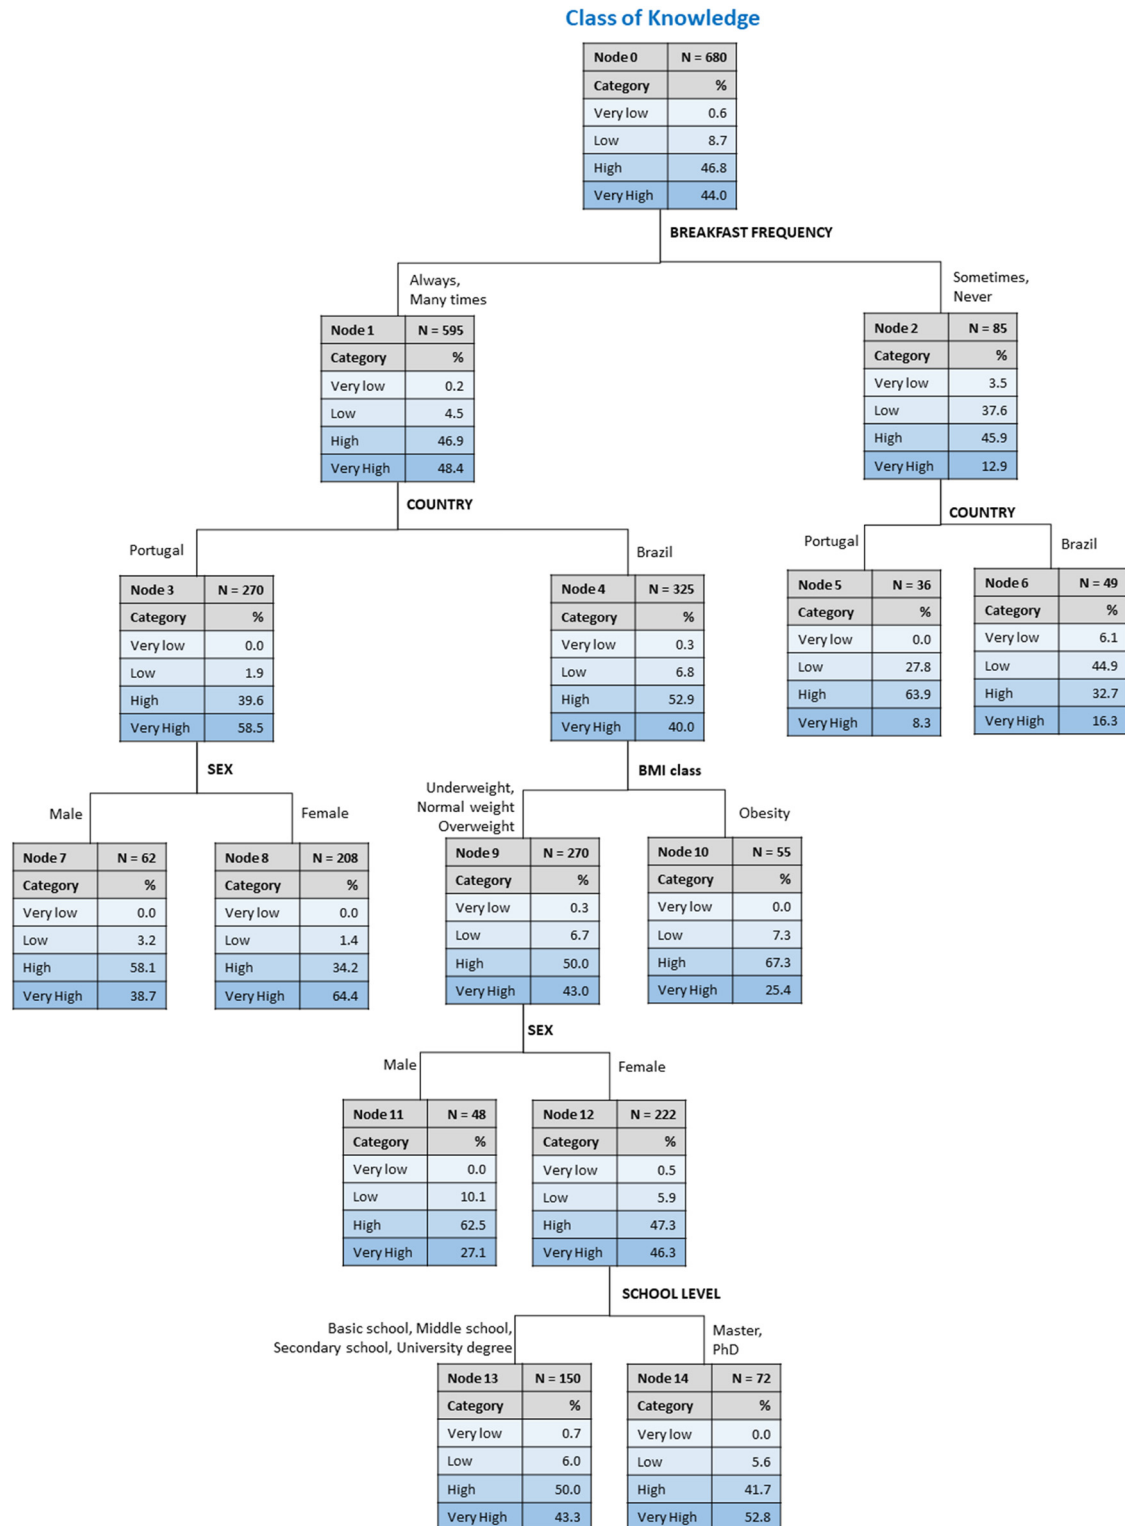 Class of Knowledge
Node 0 N = 680
Category %
Very low 0.6
Low 8.7
High 46.8
Very High 44.0
BREAKFAST FREQUENCY
Always,
Many times
Node 1 N = 595
Category %
Very low 0.2
Low 4.5
High 46.9
Very High 48.4
Sometimes,
Never
Node 2 N = 85
Category %
Very low 3.5
Low 37.6
High 45.9
Very High 12.9
COUNTRY
COUNTRY
Portugal
Node 3 N = 270
Category %
Very low 0.0
Low 1.9
High 39.6
Very High 58.5
Brazil
Node 4 N = 325
Category %
Very low 0.3
Low 6.8
High 52.9
Very High 40.0
Portugal
Node 5 N = 36
Category %
Very low 0.0
Low 27.8
High 63.9
Very High 8.3
Brazil
Node 6 N = 49
Category %
Very low 6.1
Low 44.9
High 32.7
Very High 16.3
SEX
BMI class
Male
Node 7 N = 62
Category %
Very low 0.0
Low 3.2
High 58.1
Very High 38.7
Female
Node 8 N = 208
Category %
Very low 0.0
Low 1.4
High 34.2
Very High 64.4
Underweight,
Normal weight
Overweight
Node 9 N = 270
Category %
Very low 0.3
Low 6.7
High 50.0
Very High 43.0
Obesity
Node 10 N = 55
Category %
Very low 0.0
Low 7.3
High 67.3
Very High 25.4
SEX
Male
Node 11 N = 48
Category %
Very low 0.0
Low 10.1
High 62.5
Very High 27.1
Female
Node 12 N = 222
Category %
Very low 0.5
Low 5.9
High 47.3
Very High 46.3
SCHOOL LEVEL
Basic school, Middle school,
Secondary school, University degree
Node 13 N = 150
Category %
Very low 0.7
Low 6.0
High 50.0
Very High 43.3
Master,
PhD
Node 14 N = 72
Category %
Very low 0.0
Low 5.6
High 41.7
Very High 52.8